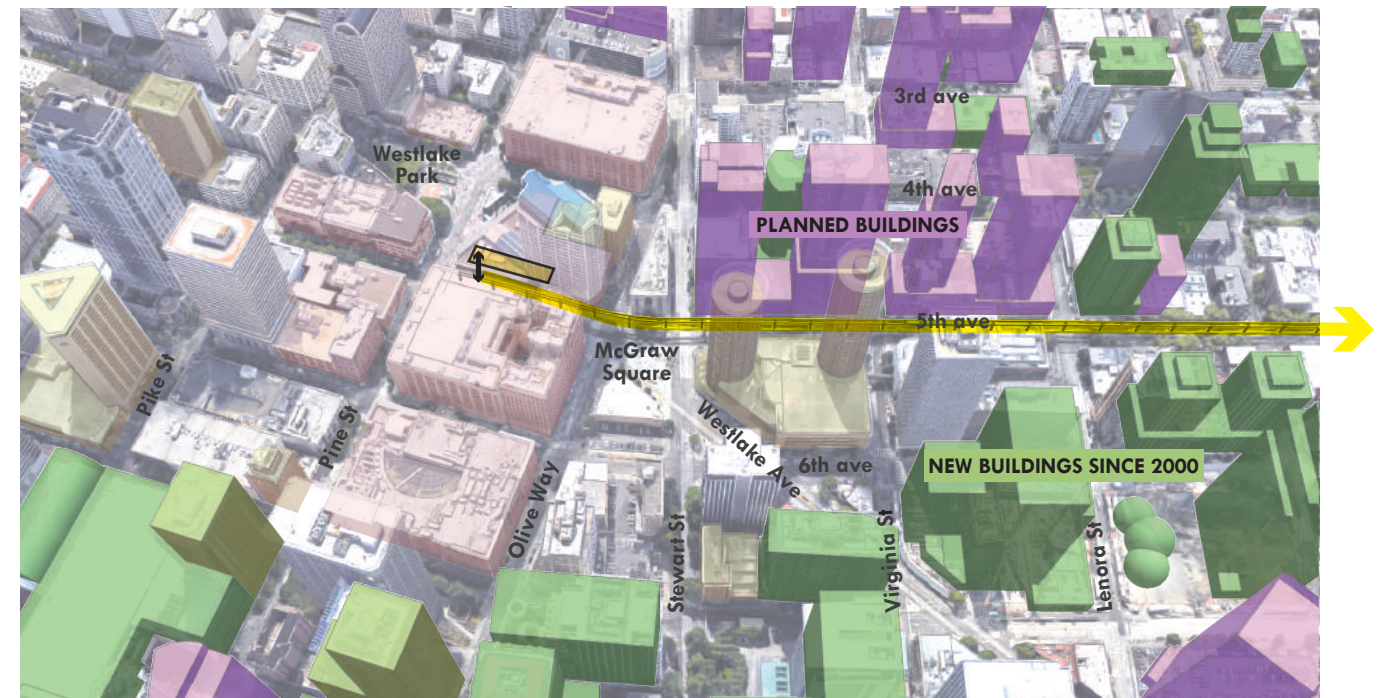 3rd ave
Westlake
Park
4th ave
PLANNED BUILDINGS
5th ave
McGraw
Square
Pike St
Pine St
Westlake Ave
6th ave
NEW BUILDINGS SINCE 2000
Olive Way
Stewart St
Virginia St
Lenora St